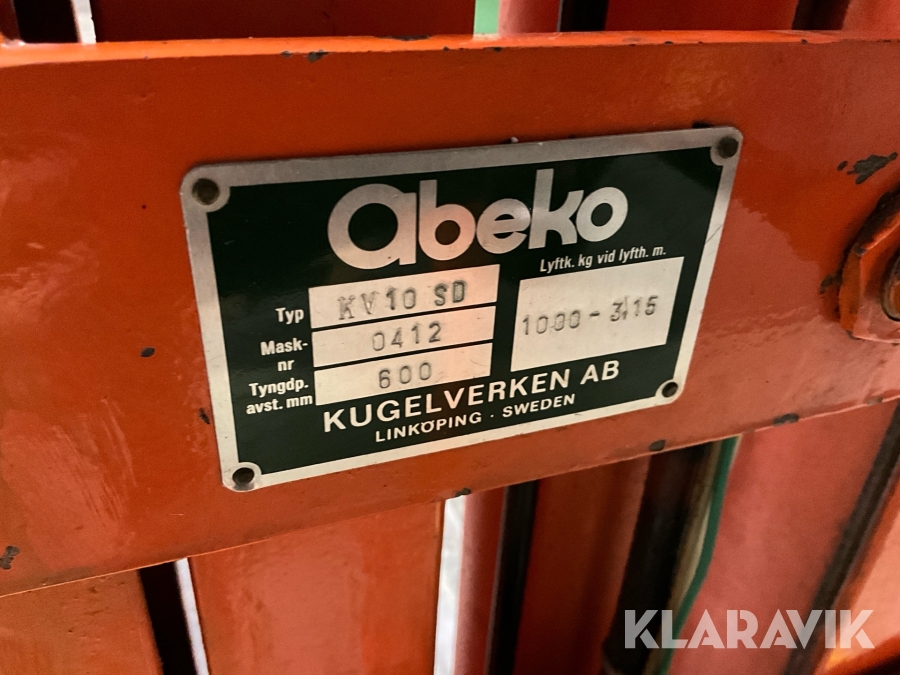 abeko
Lyftk. kg vid lyfth. m.
Typ KV10 SD
1000-3,15
Mask-
nr 0412
Tyngdp.
avst. mm 600
KUGELVERKEN AB
LINKÖPING · SWEDEN
KLARAVIK